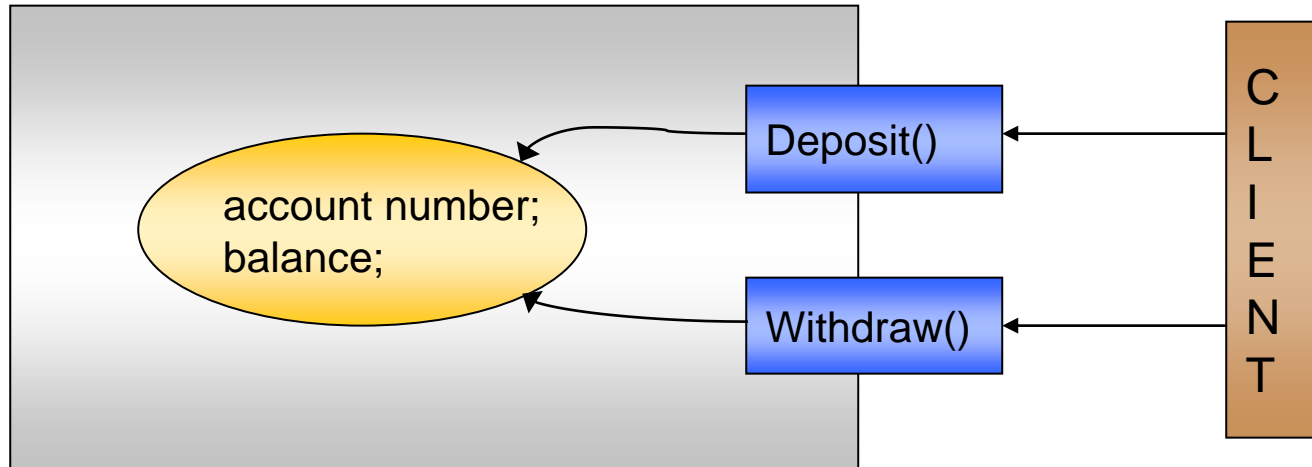 account number;
balance;
Deposit()
Withdraw()
C
L
I
E
N
T